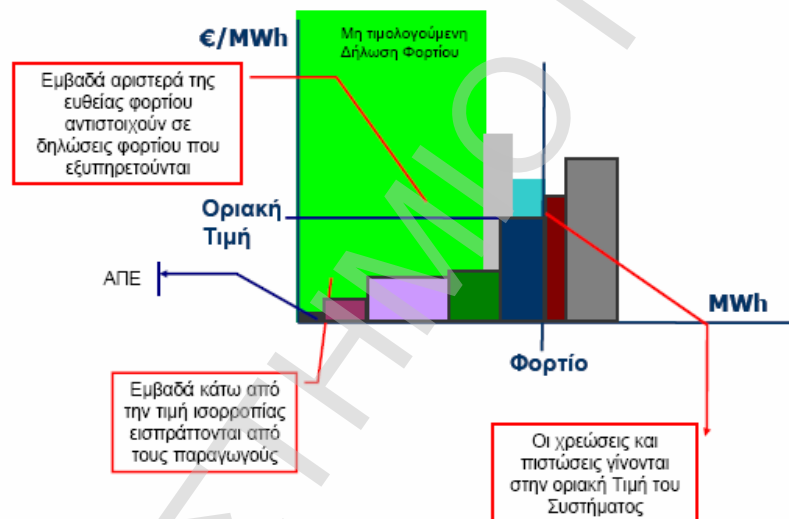 €/MWh
Μη τιμολογούμενη
Δήλωση Φορτίου
Εμβαδά αριστερά της
ευθείας φορτίου
αντιστοιχούν σε
δηλώσεις φορτίου που
εξυπηρετούνται
Οριακή
Τιμή
ΑΠΕ
MWh
Φορτίο
Εμβαδά κάτω από
την τιμή ισορροπίας
εισπράττονται από
τους παραγωγούς
Οι χρεώσεις και
πιστώσεις γίνονται
στην οριακή Τιμή του
Συστήματος